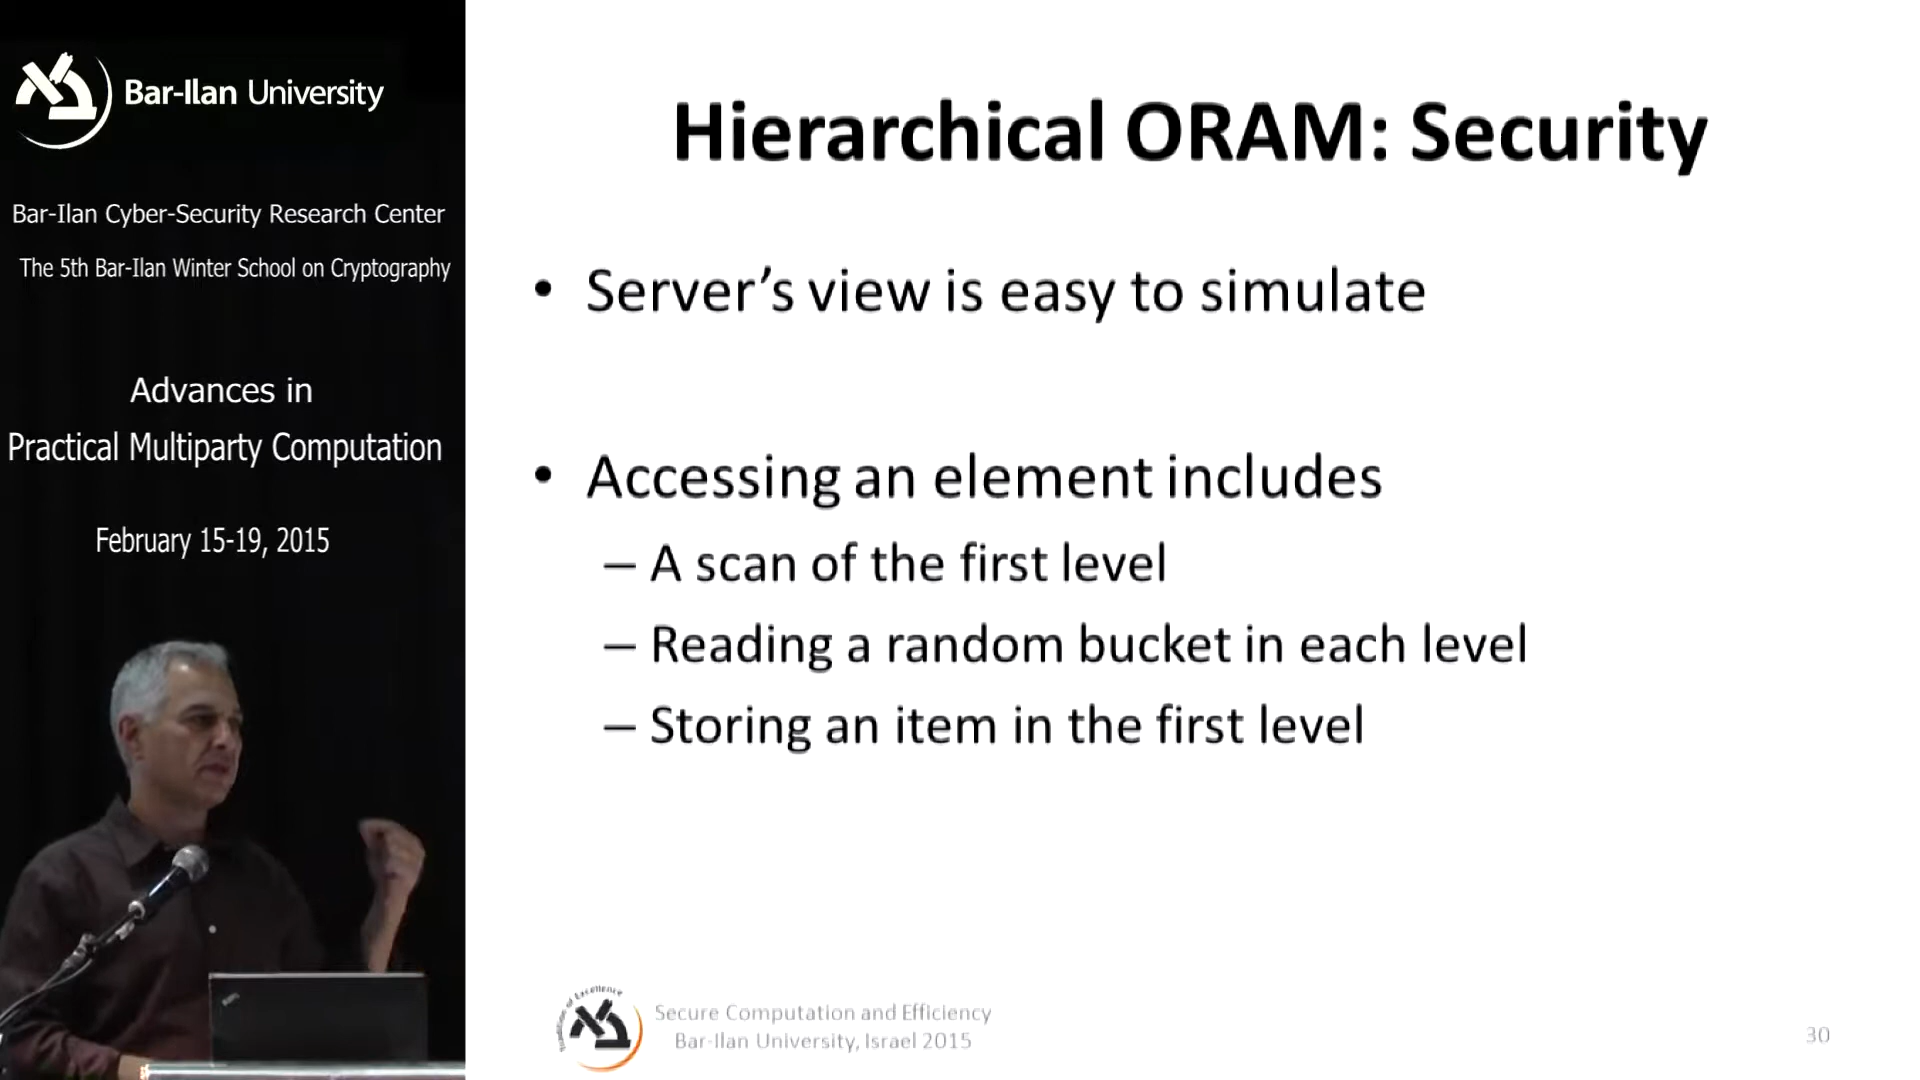 Bar-Ilan University
Bar-Ilan Cyber-Security Research Center
The 5th Bar-Ilan Winter School on Cryptography
Advances in
Practical Multiparty Computation
February 15-19, 2015
Hierarchical ORAM: Security
• Server’s view is easy to simulate
• Accessing an element includes
– A scan of the first level
– Reading a random bucket in each level
– Storing an item in the first level
Secure Computation and Efficiency
Bar-Ilan University, Israel 2015
30